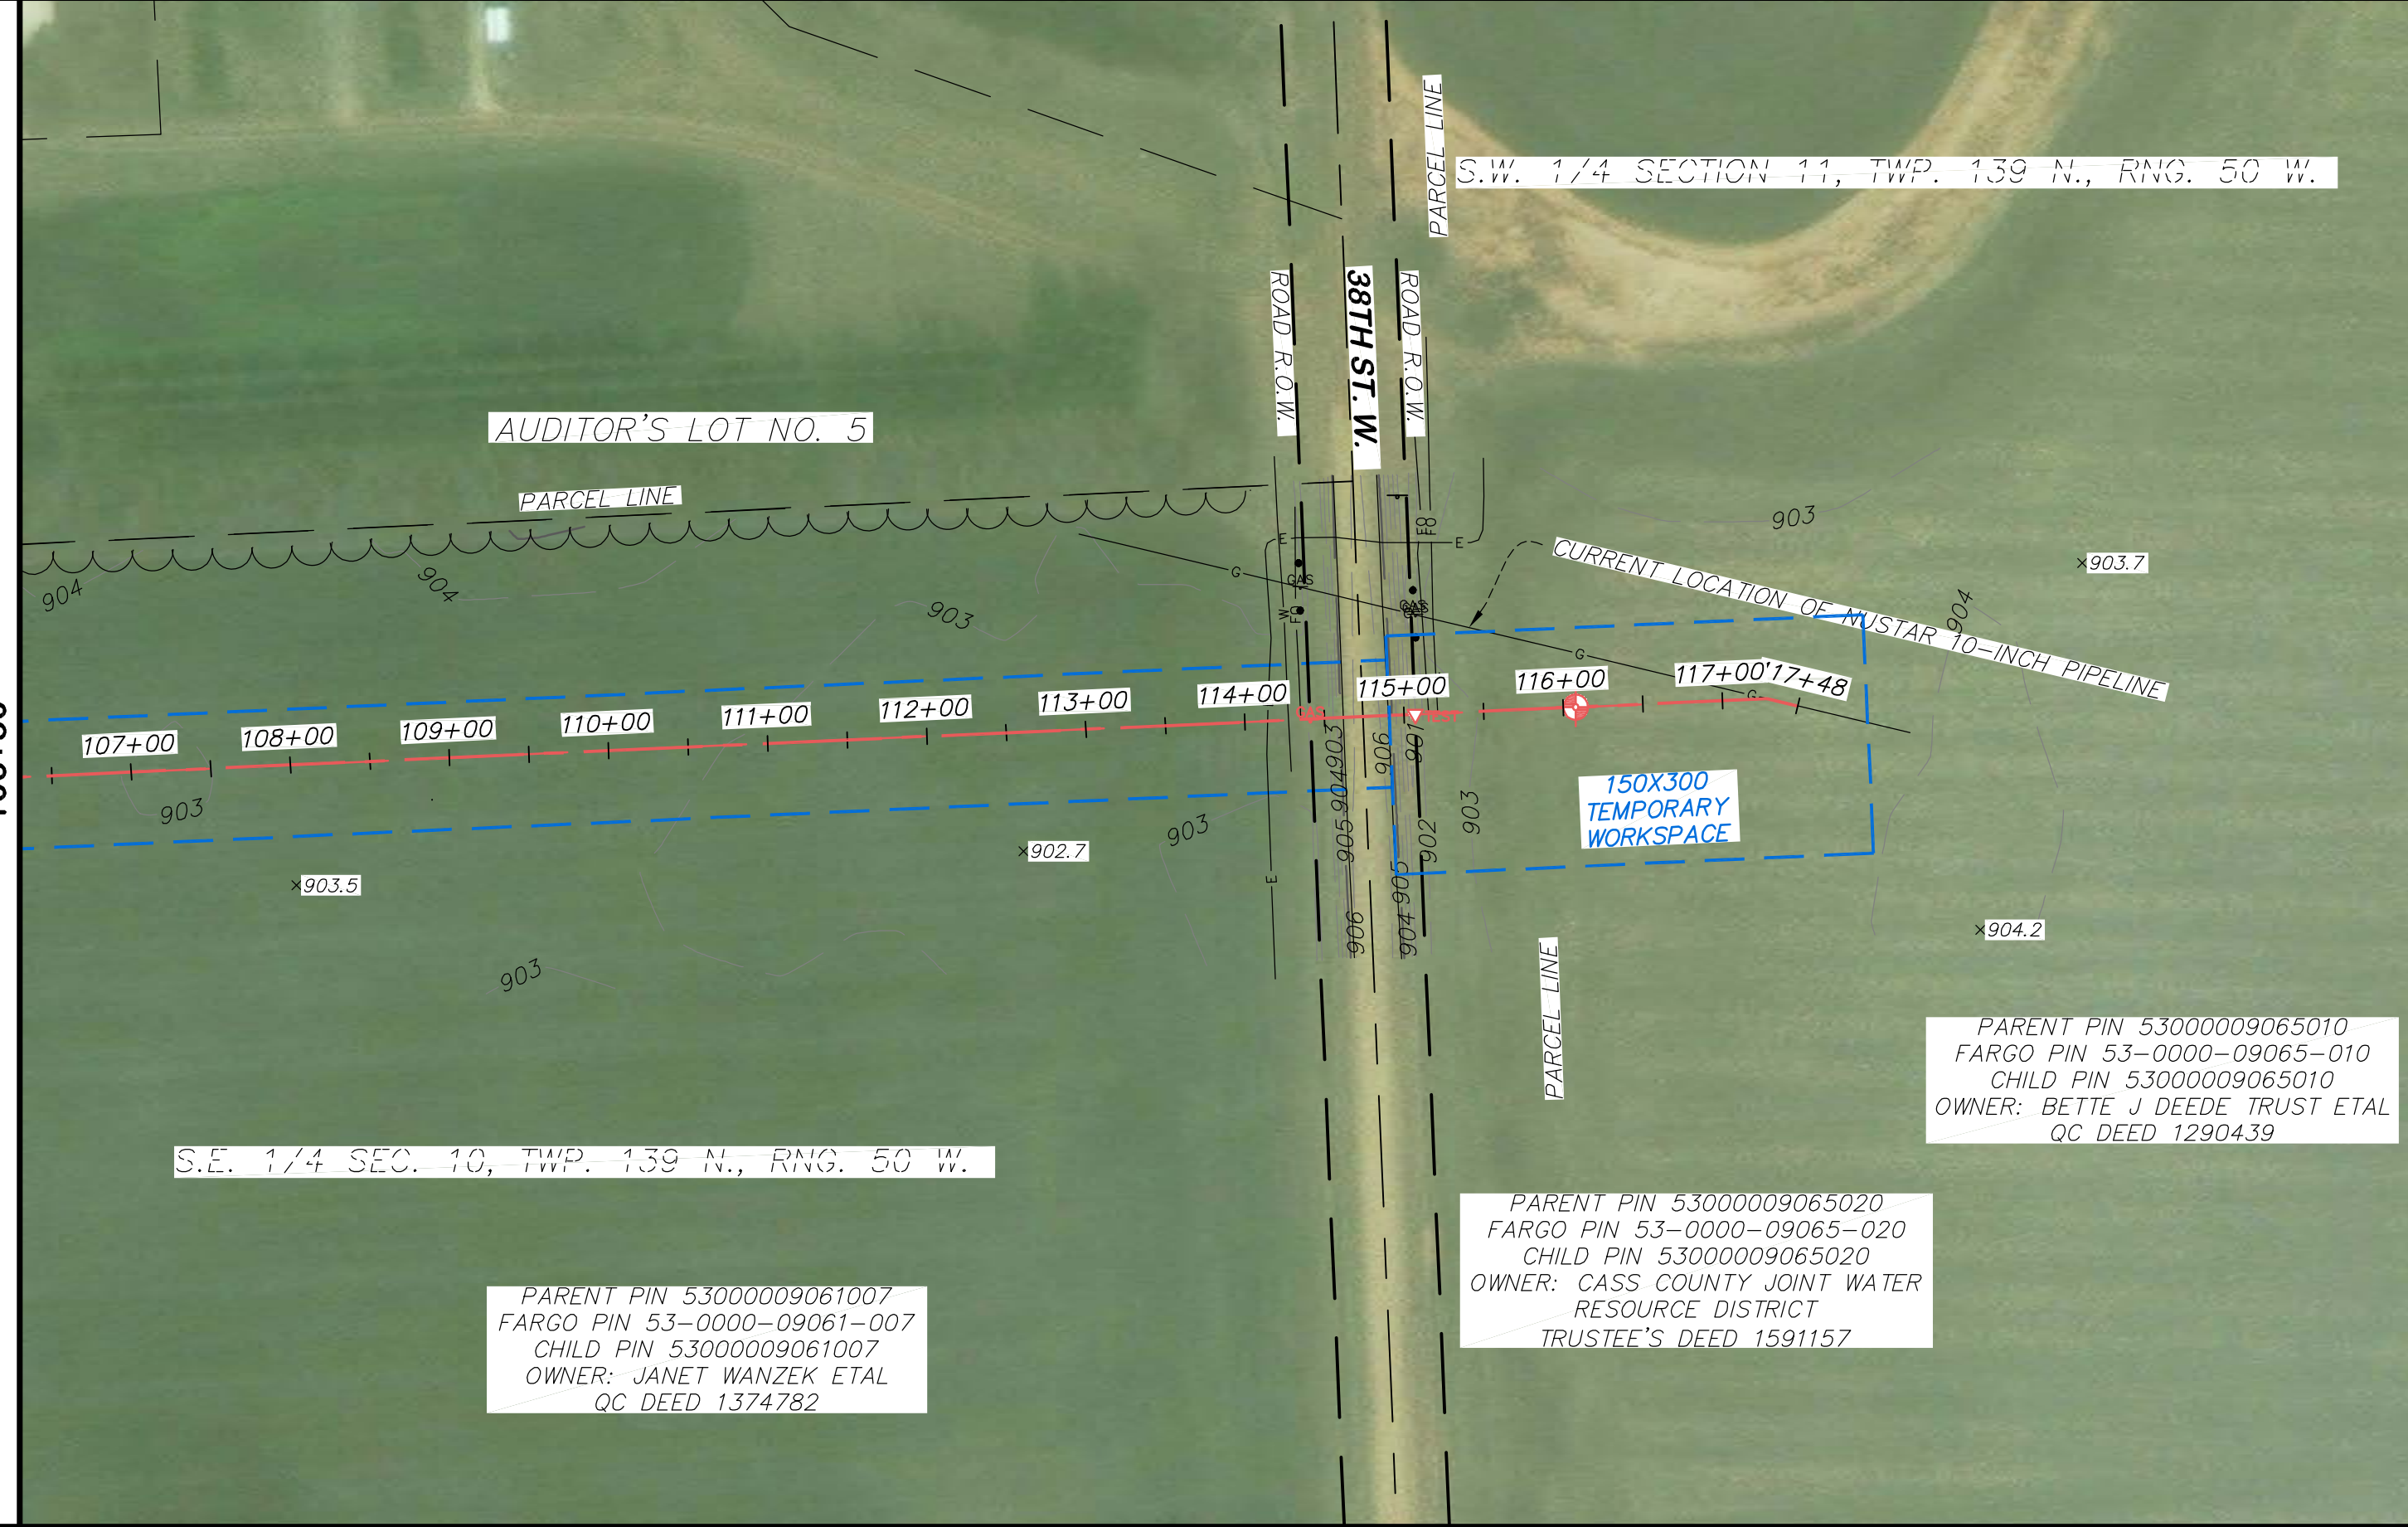 PARCEL LINE
S.W. 1/4 SECTION 11, TWP. 139 N., RNG. 50 W.
ROAD R.O.W.
38TH ST. W.
ROAD R.O.W.
AUDITOR'S LOT NO. 5
PARCEL LINE
903
E
E
FO
CURRENT LOCATION OF NUSTAR 10-INCH PIPELINE
903.7
904
904
903
G
GAS
W
FO
904
G
107+00
108+00
109+00
110+00
111+00
112+00
113+00
114+00
115+00
116+00
117+00
17+48
G
GAS
TEST
903
904
905
906
901
902
903
903
903
150X300
TEMPORARY
WORKSPACE
902.7
903.5
E
906
904
905
904.2
903
PARCEL LINE
PARENT PIN 53000009065010
FARGO PIN 53-0000-09065-010
CHILD PIN 53000009065010
OWNER: BETTE J DEEDE TRUST ETAL
QC DEED 1290439
S.E. 1/4 SEC. 10, TWP. 139 N., RNG. 50 W.
PARENT PIN 53000009065020
FARGO PIN 53-0000-09065-020
CHILD PIN 53000009065020
OWNER: CASS COUNTY JOINT WATER
RESOURCE DISTRICT
TRUSTEE'S DEED 1591157
PARENT PIN 53000009061007
FARGO PIN 53-0000-09061-007
CHILD PIN 53000009061007
OWNER: JANET WANZEK ETAL
QC DEED 1374782